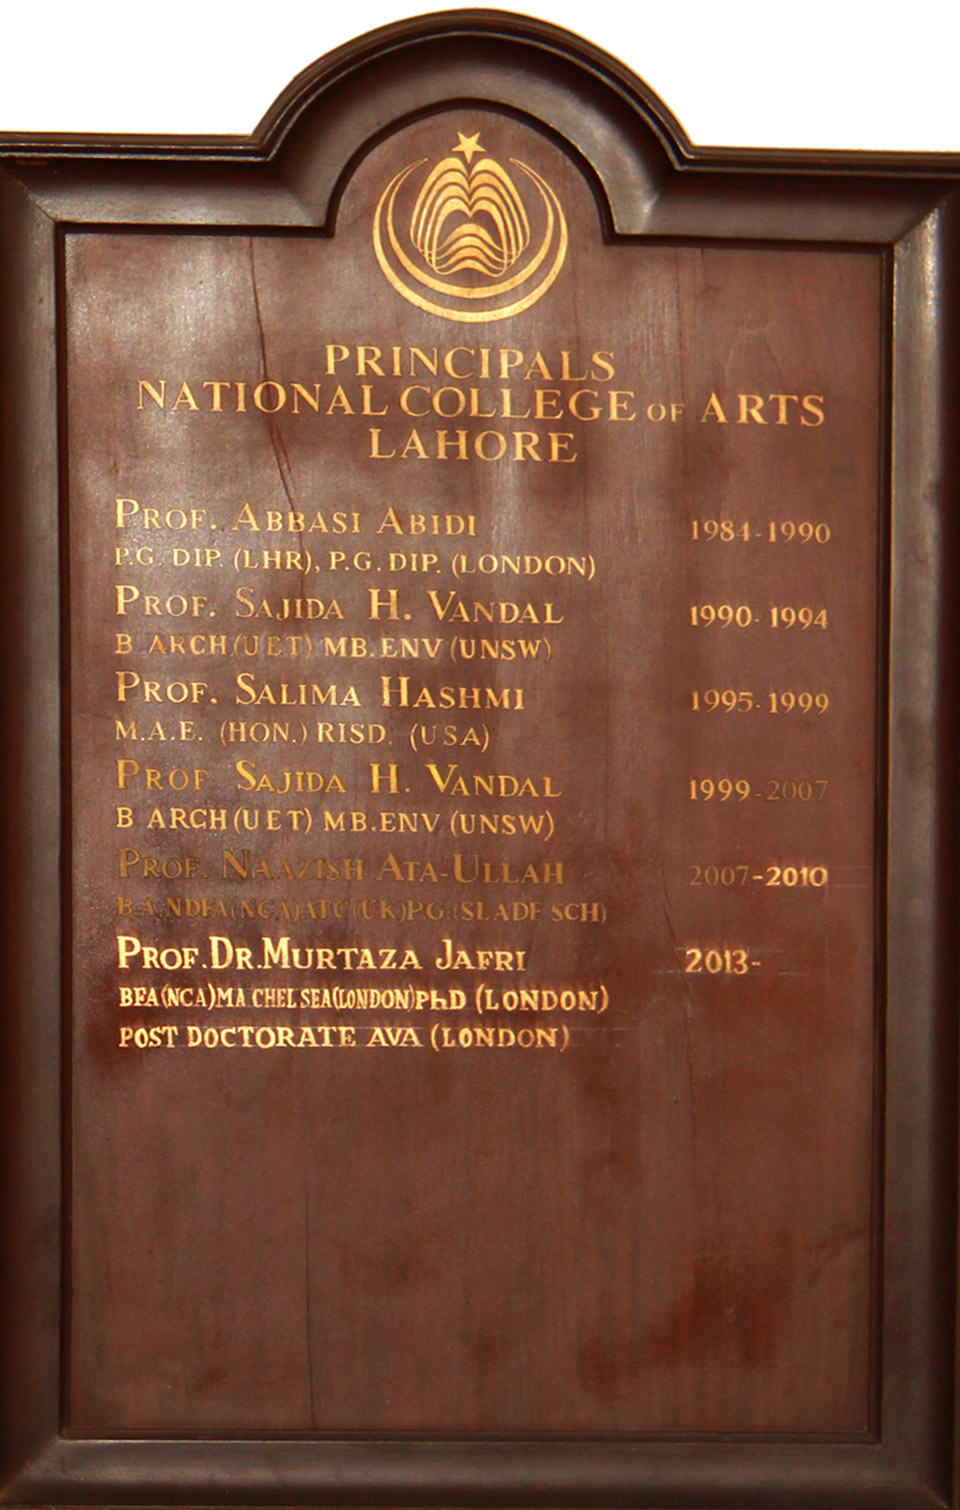 PRINCIPALS
NATIONAL COLLEGE OF ARTS
LAHORE
PROF. ABBASI ABIDI 1984-1990
P.G. DIP. (LHR), P.G. DIP. (LONDON)
PROF. SAJIDA H. VANDAL 1990-1994
B ARCH (UET) MB.ENV (UNSW)
PROF. SALIMA HASHMI 1995-1999
M.A.E. (HON.) RISD. (USA)
PROF SAJIDA H. VANDAL 1999-2007
B ARCH (UET) MB.ENV (UNSW)
PROF. NAAZISH ATA-ULLAH 2007-2010
B.A,NDFA(NCA)ATC(UK)P.G.(SLADE SCH)
PROF.DR.MURTAZA JAFRI 2013-
BFA(NCA)MA CHELSEA(LONDON)PhD (LONDON)
POST DOCTORATE AVA (LONDON)